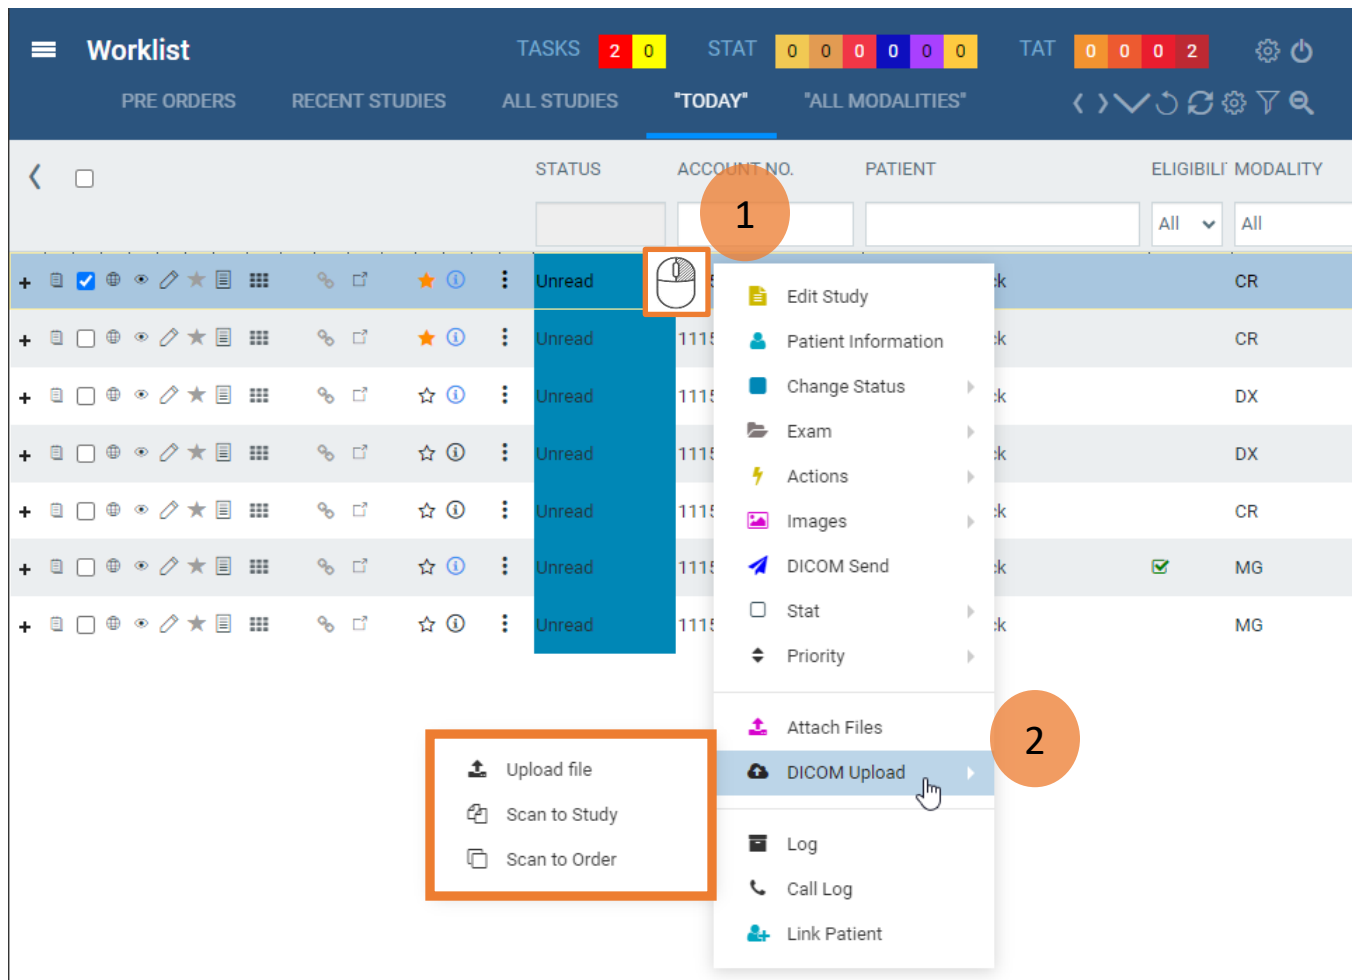 Worklist TASKS 2 0 STAT 0 0 0 0 0 0 TAT 0 0 0 2
PRE ORDERS RECENT STUDIES ALL STUDIES "TODAY" "ALL MODALITIES"
STATUS ACCOUNT NO. PATIENT ELIGIBILI MODALITY
1
All All
Unread CR
Unread 1115 CR
Unread 1115 DX
Unread 1115 DX
Unread 1115 CR
Unread 1115 MG
Unread 1115 MG
Edit Study
Patient Information
Change Status
Exam
Actions
Images
DICOM Send
Stat
Priority
Attach Files
2
DICOM Upload
Upload file
Scan to Study
Scan to Order
Log
Call Log
Link Patient